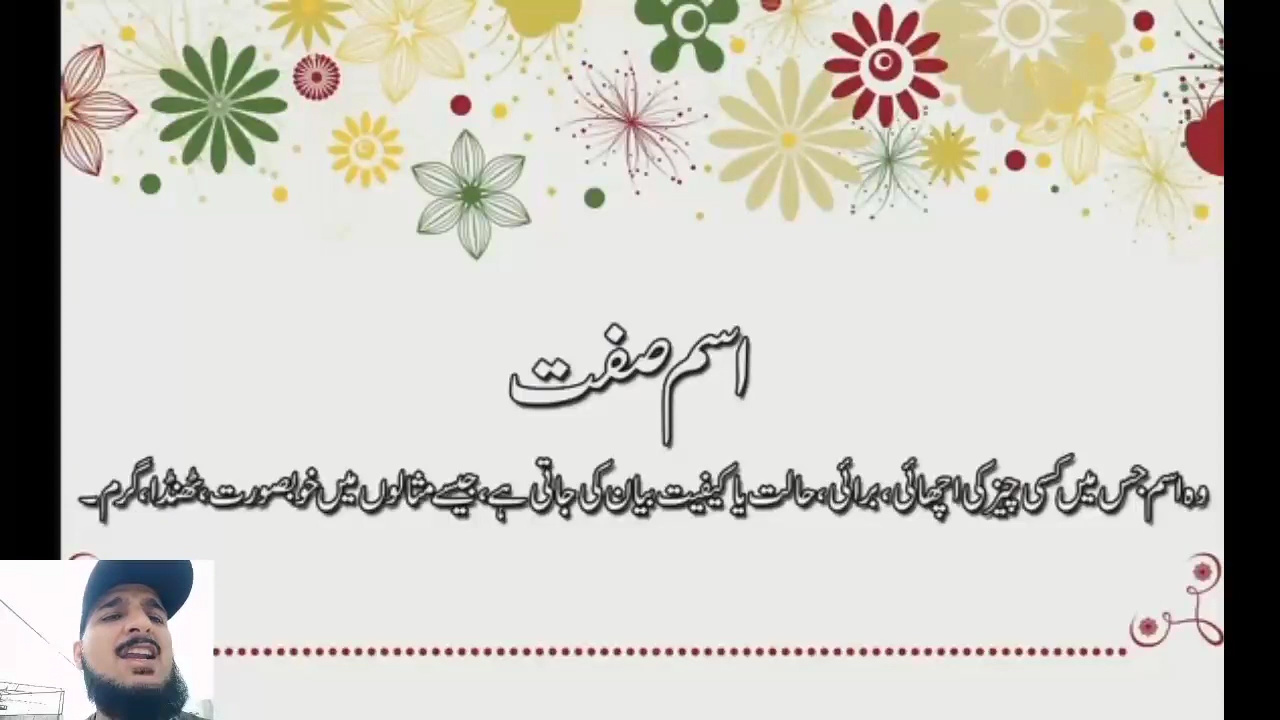 اسم صفت
وہ اسم جس میں کسی چیز کی اچھائی، برائی، حالت یا کیفیت بیان کی جاتی ہے، جیسے مثالوں میں خوبصورت، ٹھنڈا، گرم۔